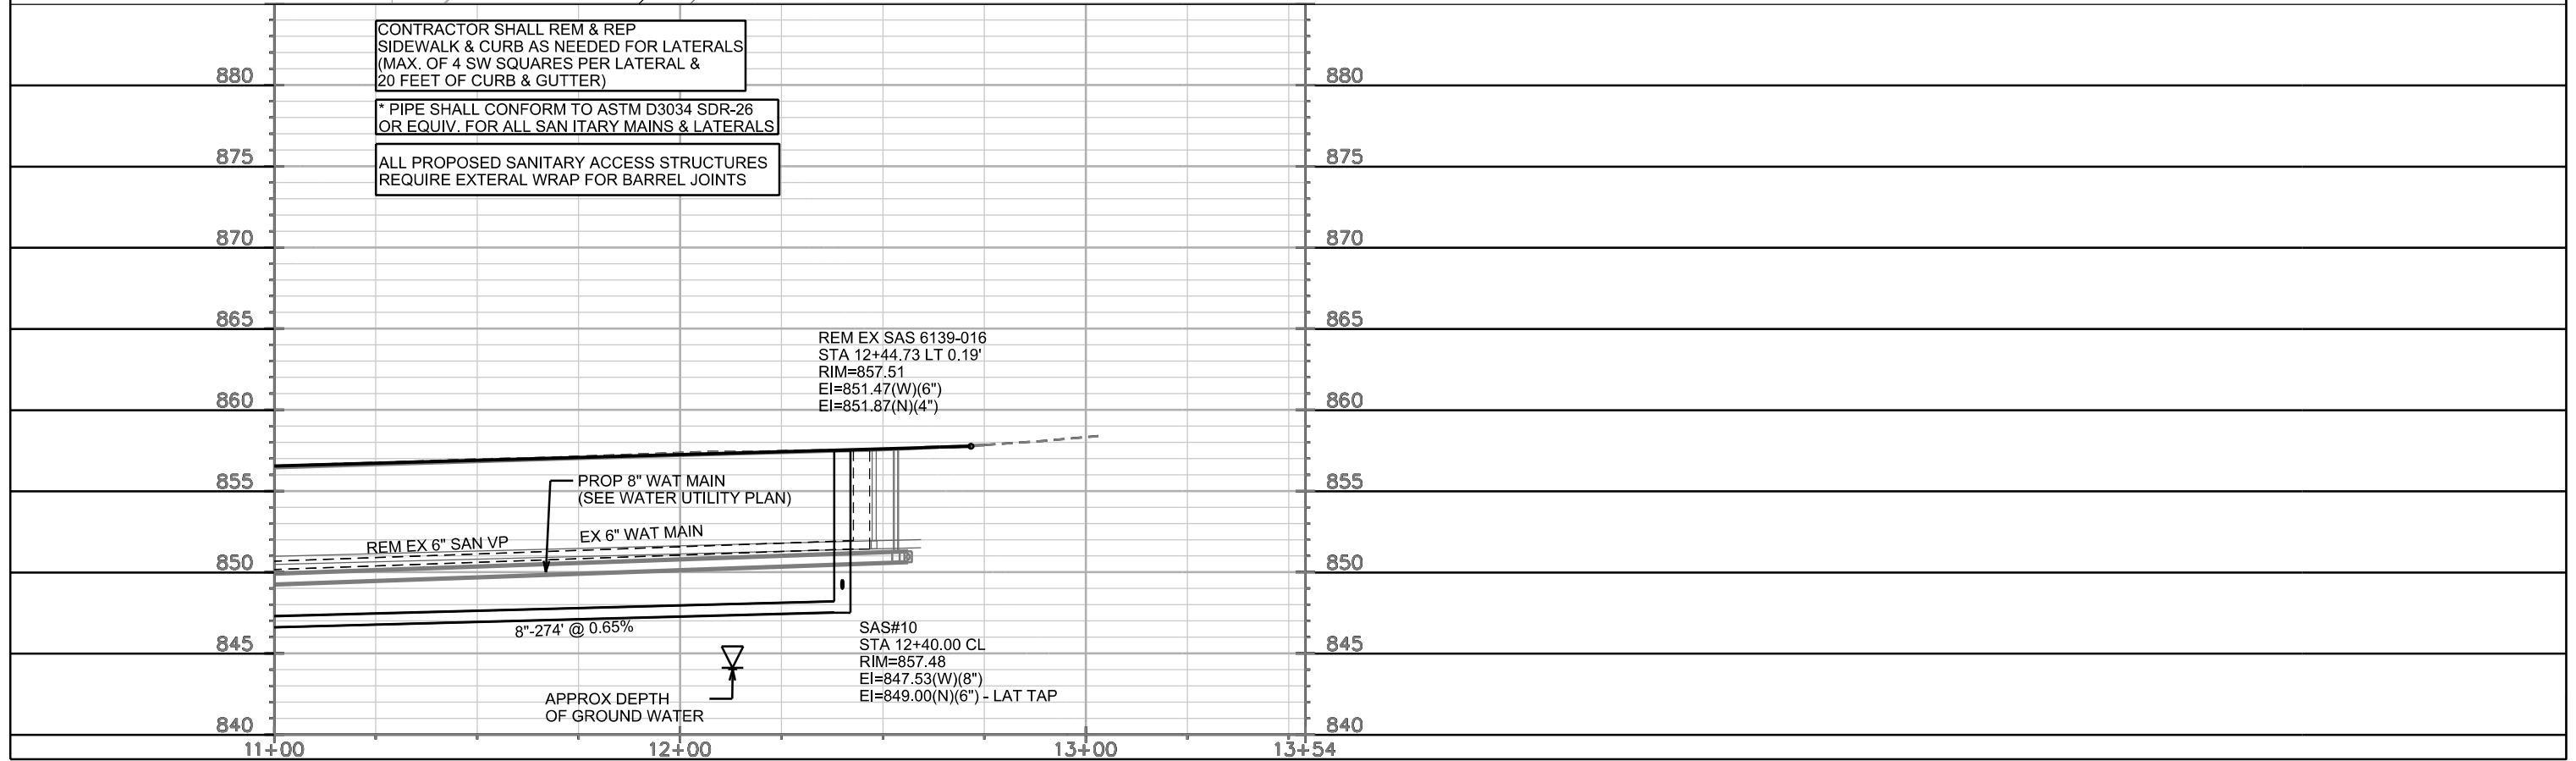 CONTRACTOR SHALL REM & REP
SIDEWALK & CURB AS NEEDED FOR LATERALS
(MAX. OF 4 SW SQUARES PER LATERAL &
20 FEET OF CURB & GUTTER)
* PIPE SHALL CONFORM TO ASTM D3034 SDR-26
OR EQUIV. FOR ALL SAN ITARY MAINS & LATERALS
ALL PROPOSED SANITARY ACCESS STRUCTURES
REQUIRE EXTERAL WRAP FOR BARREL JOINTS
880
880
875
875
870
870
865
865
REM EX SAS 6139-016
STA 12+44.73 LT 0.19'
RIM=857.51
EI=851.47(W)(6")
EI=851.87(N)(4")
860
860
855
855
PROP 8" WAT MAIN
(SEE WATER UTILITY PLAN)
REM EX 6" SAN VP
EX 6" WAT MAIN
850
850
8"-274' @ 0.65%
SAS#10
STA 12+40.00 CL
RIM=857.48
EI=847.53(W)(8")
EI=849.00(N)(6") - LAT TAP
845
845
APPROX DEPTH
OF GROUND WATER
840
840
11+00
12+00
13+00
13+54